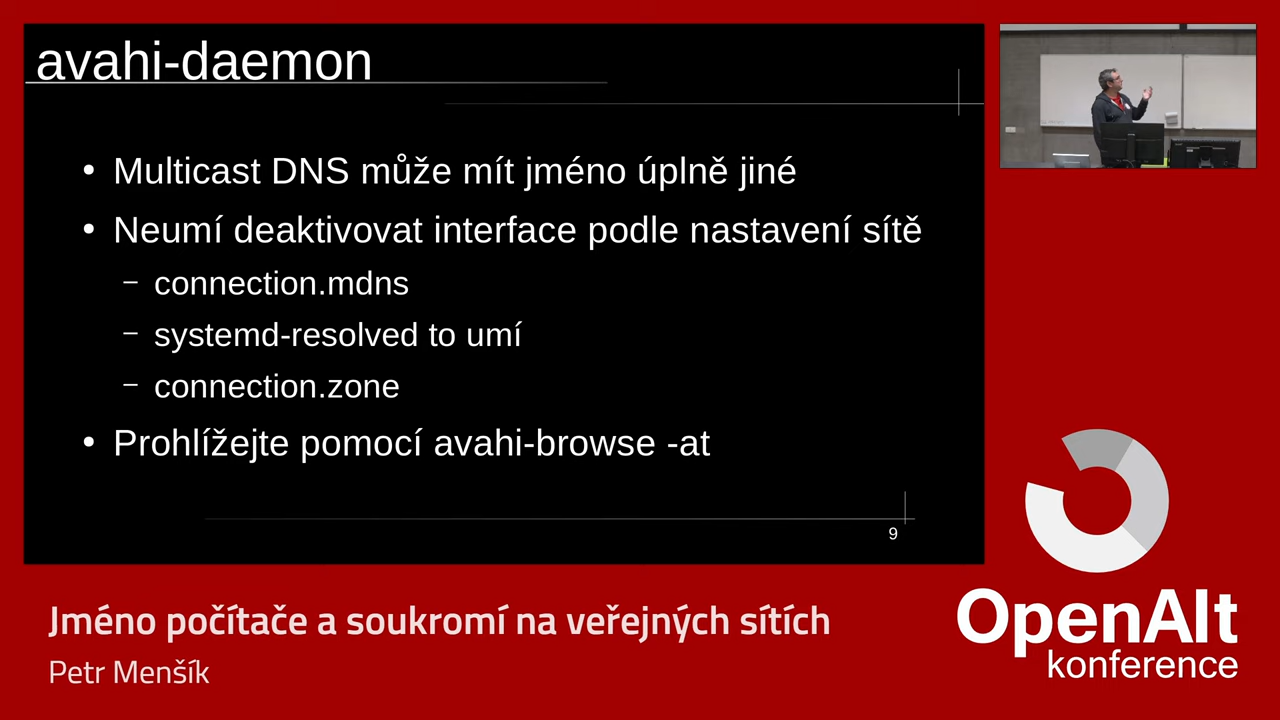 avahi-daemon
• Multicast DNS může mít jméno úplně jiné
• Neumí deaktivovat interface podle nastavení sítě
– connection.mdns
– systemd-resolved to umí
– connection.zone
• Prohlížejte pomocí avahi-browse -at
9
Jméno počítače a soukromí na veřejných sítích
Petr Menšík
OpenAlt
konference